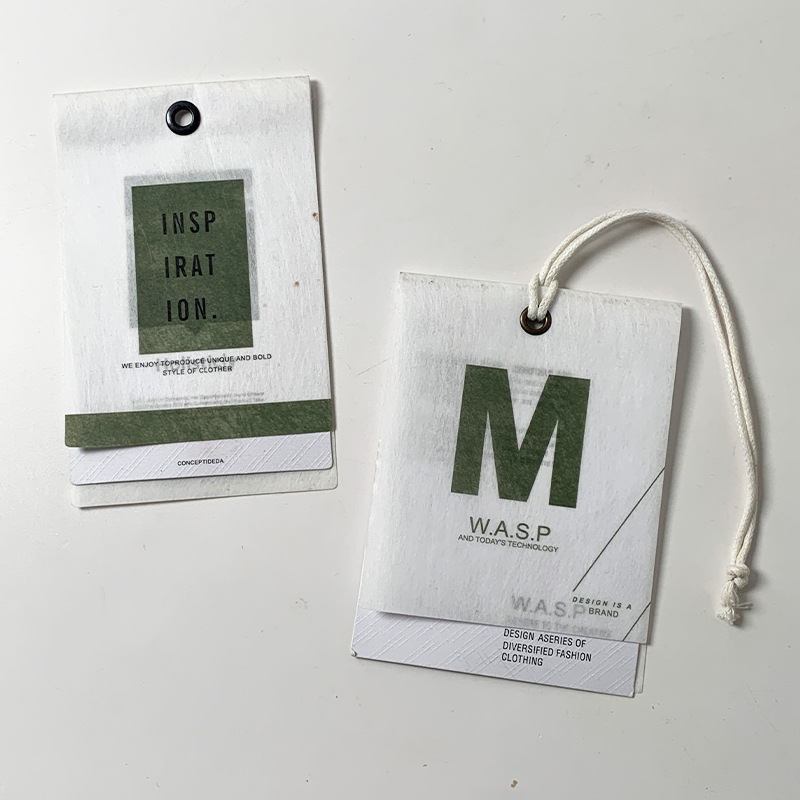 INSP
IRAT
ION.
WE ENJOY TOPRODUCE UNIQUE AND BOLD
STYLE OF CLOTHER
CONCEPTIDEDA
M
W.A.S.P
AND TODAY'S TECHNOLOGY
DESIGN IS A
W.A.S.P BRAND
DESIGN ASERIES OF
DIVERSIFIED FASHION
CLOTHING